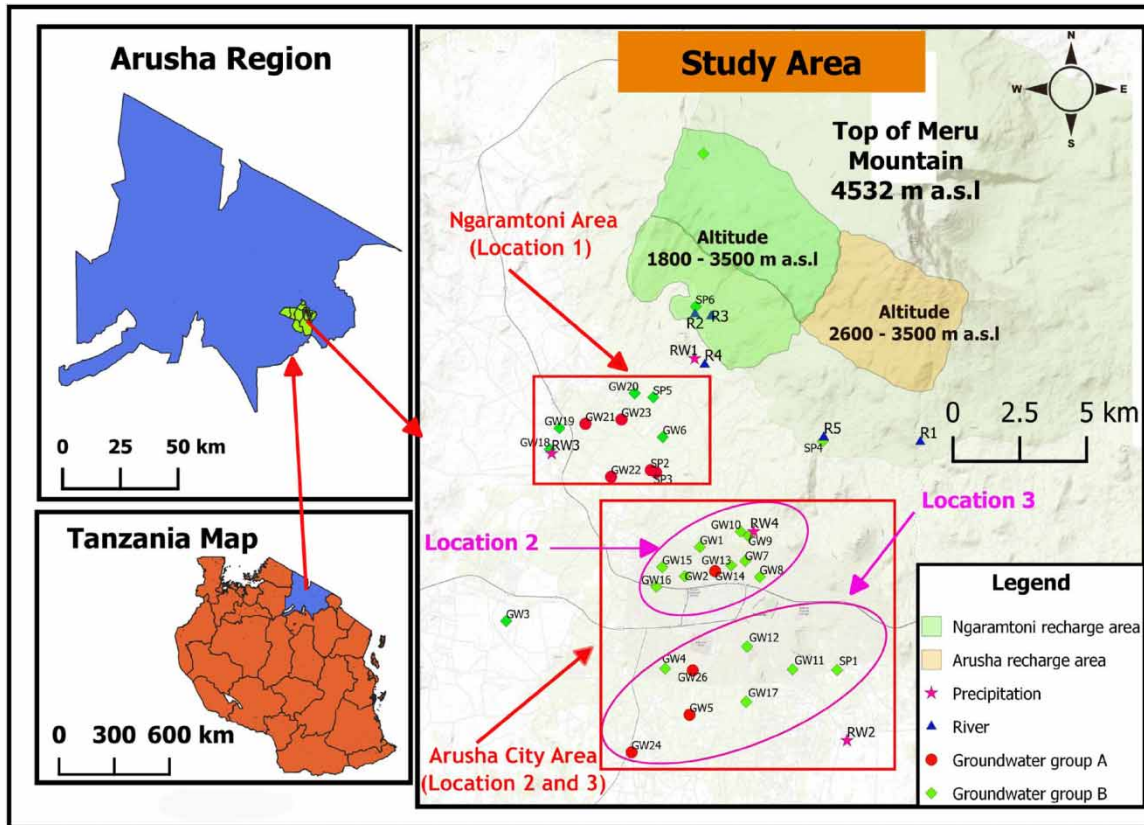 Arusha Region
0 25 50 km
Tanzania Map
0 300 600 km
Study Area
N
W
E
S
Top of Meru
Mountain
4532 m a.s.l
Ngaramtoni Area
(Location 1)
Altitude
1800 - 3500 m a.s.l
Altitude
2600 - 3500 m a.s.l
SP6
R2
R3
RW1
R4
0 2.5 5 km
GW20
SP5
GW21
GW23
GW19
GW6
GW18
RW3
GW22
SP2
SP3
R5
SP4
R1
Location 3
Location 2
GW10
RW4
GW9
GW1
GW15
GW13
GW7
GW16
GW2
GW14
GW8
GW3
GW12
GW4
GW26
GW11
SP1
GW17
GW5
RW2
GW24
Arusha City Area
(Location 2 and 3)
Legend
Ngaramtoni recharge area
Arusha recharge area
Precipitation
River
Groundwater group A
Groundwater group B